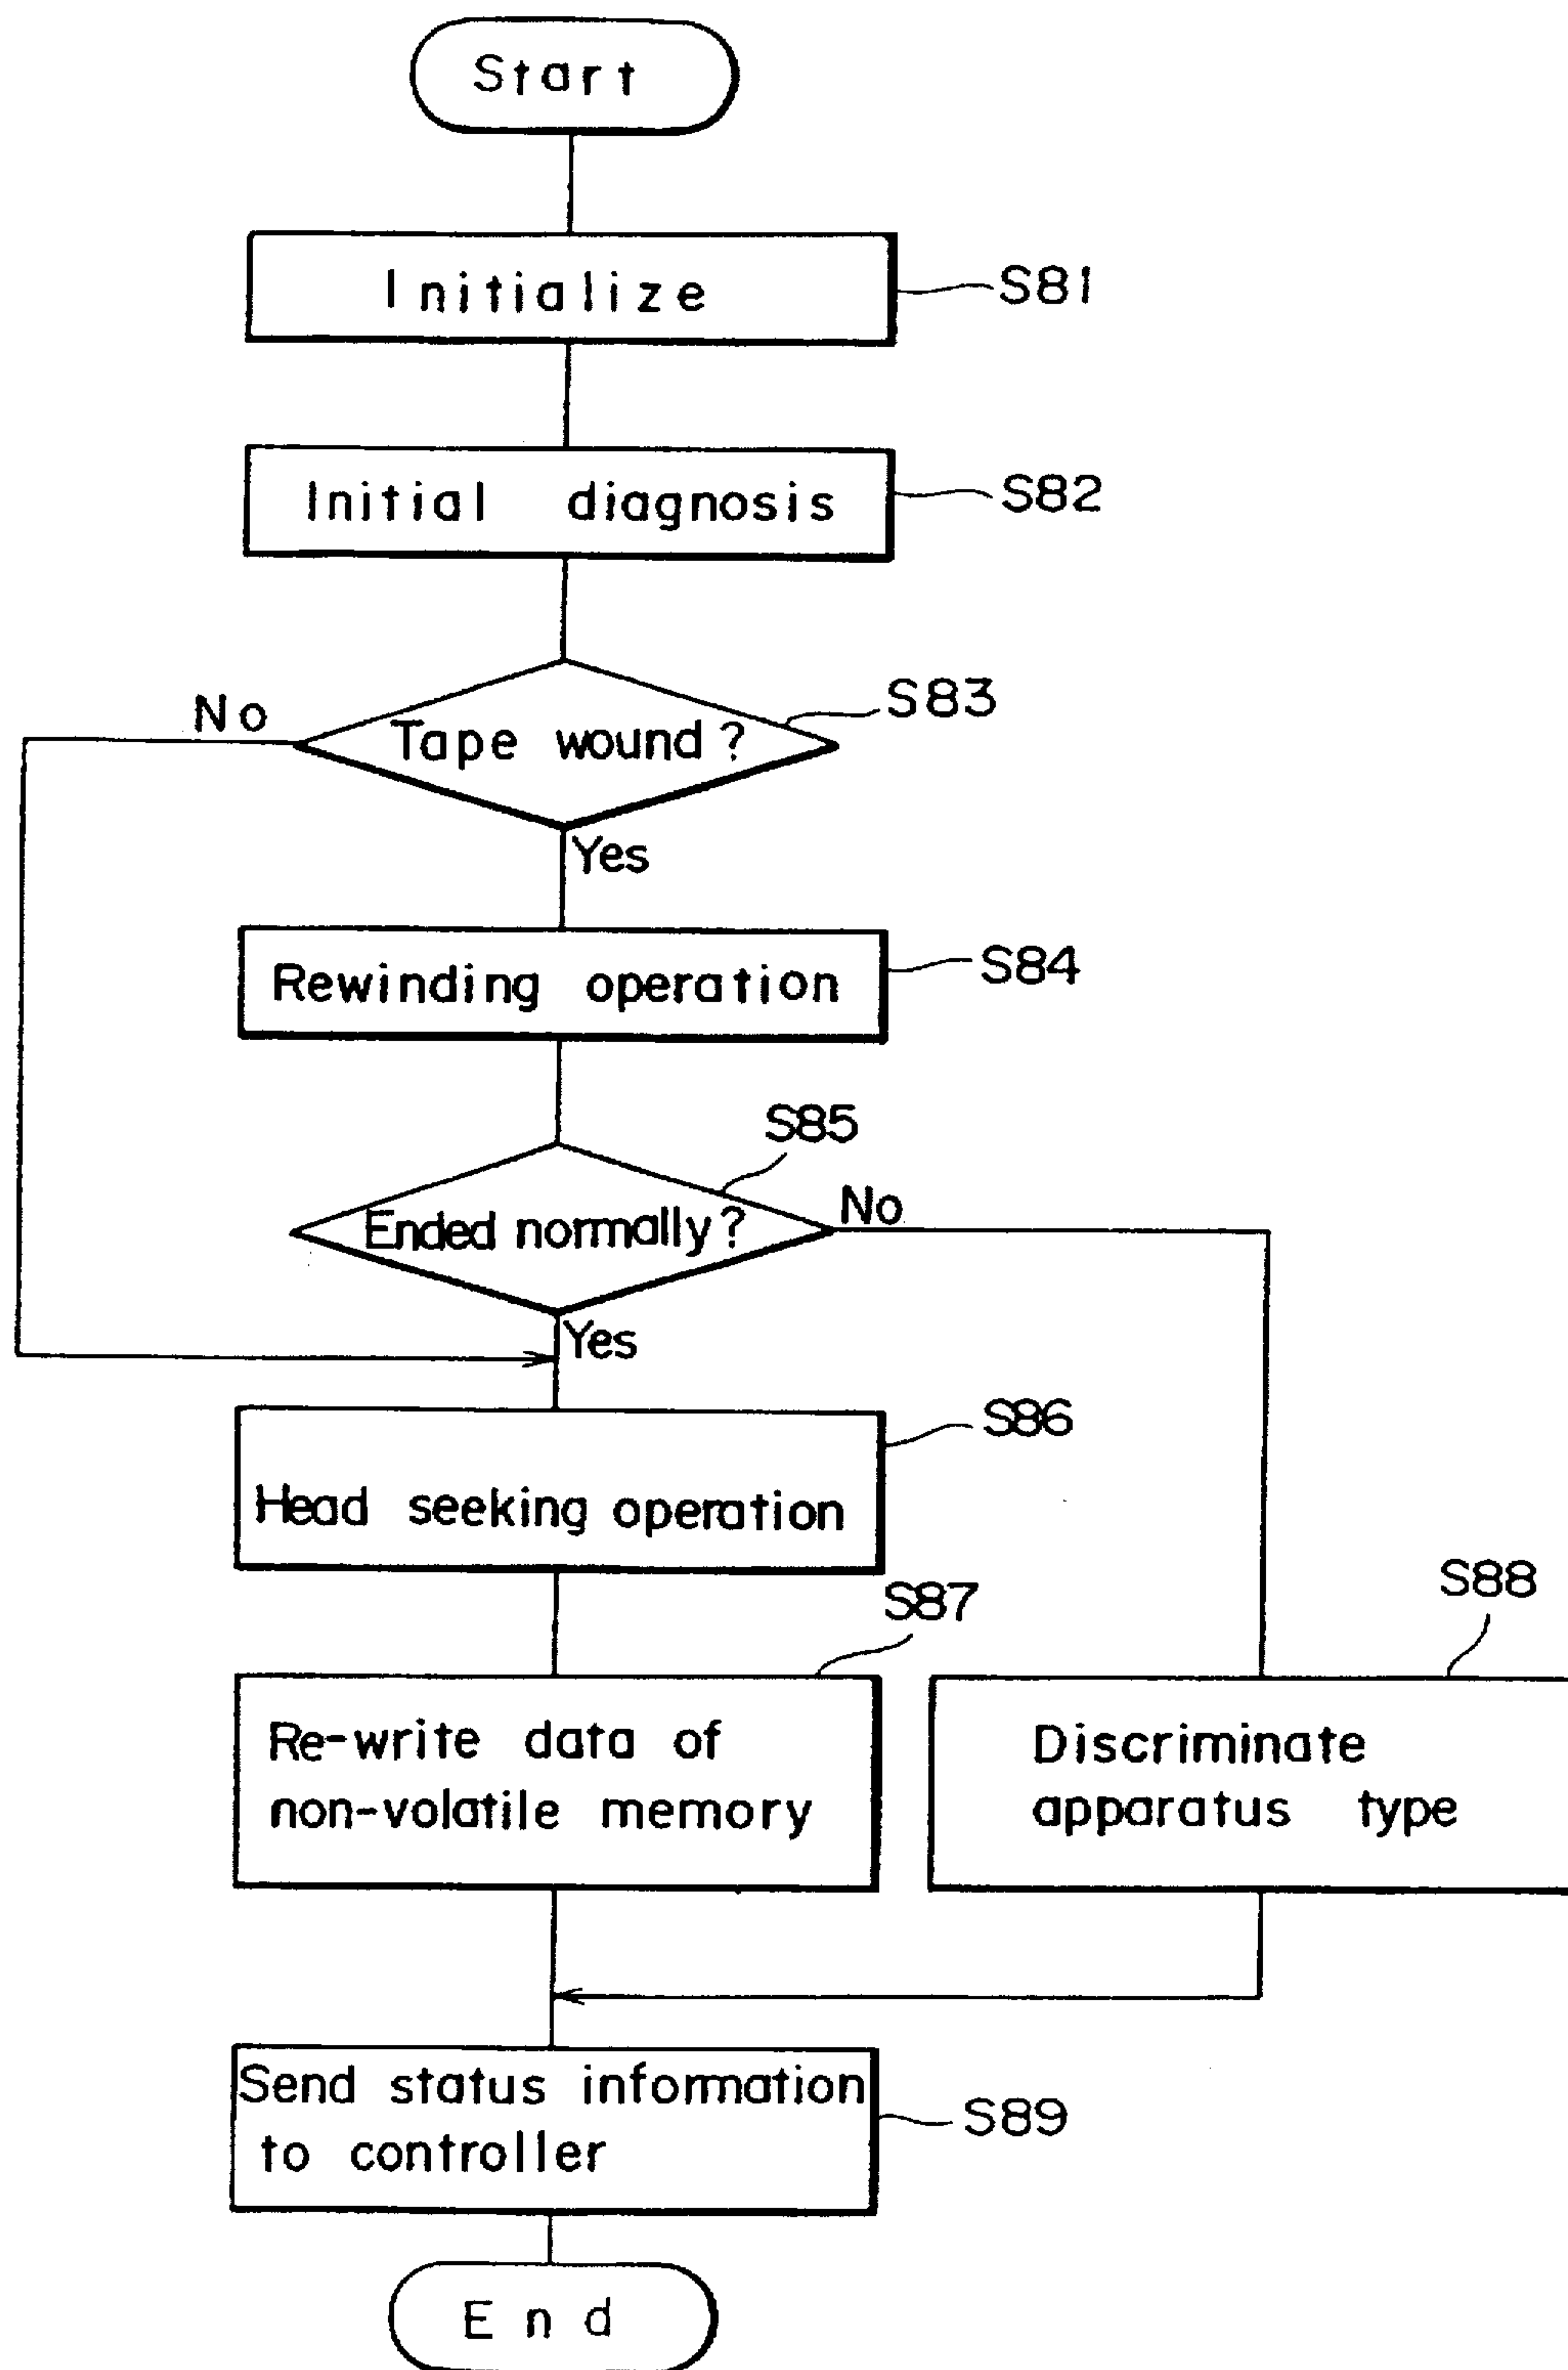 Start
Initialize
S81
Initial diagnosis
S82
S83
No
Tape wound?
Yes
Rewinding operation
S84
S85
Ended normally?
No
Yes
S86
Head seeking operation
S87
S88
Re-write data of
non-volatile memory
Discriminate
apparatus type
Send status information
to controller
S89
End